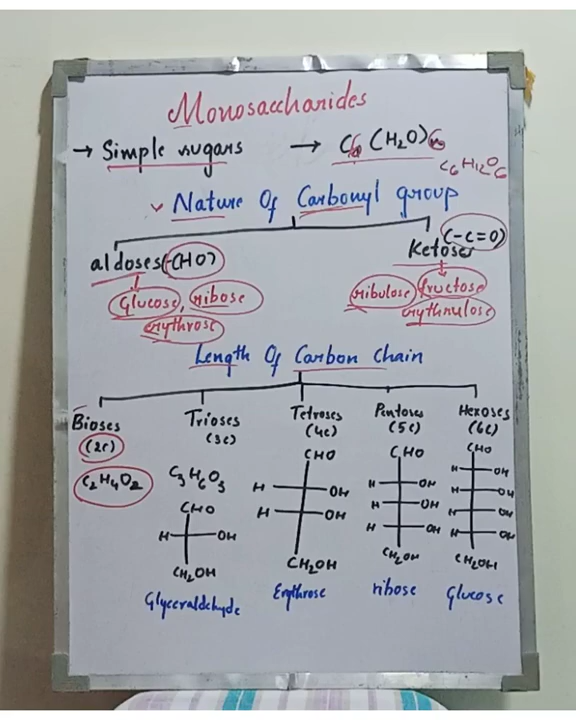 Monosaccharides
→ Simple sugars → C6 (H2O)6
C6H12O6
Nature Of Carbonyl group
aldoses(-CHO) Ketoses (-C=O)
Glucose, ribose ribulose fructose
erythrose erythrulose
Length Of Carbon Chain
Bioses Trioses Tetroses Pentoses Hexoses
(2C) (3C) (4C) (5C) (6C)
C2H4O2 C3H6O3 CHO CHO CHO
CHO H OH H OH H OH
H OH H OH H OH H OH
H OH H OH
H OH
CH2OH CH2OH CH2OH CH2OH
Glyceraldehyde Erythrose ribose Glucose